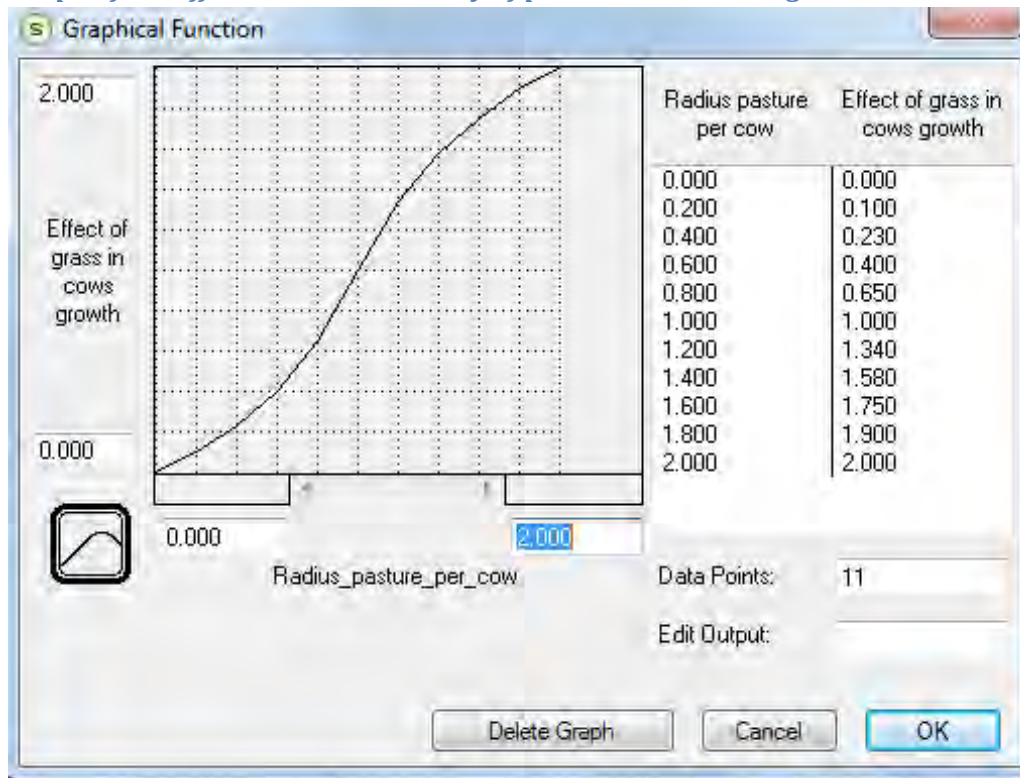 Graphical Function
2.000
Effect of
grass in
cows
growth
0.000
0.000
2.000
Radius_pasture_per_cow
Radius pasture
per cow
Effect of grass in
cows growth
0.000 0.000
0.200 0.100
0.400 0.230
0.600 0.400
0.800 0.650
1.000 1.000
1.200 1.340
1.400 1.580
1.600 1.750
1.800 1.900
2.000 2.000
Data Points: 11
Edit Output:
Delete Graph
Cancel
OK